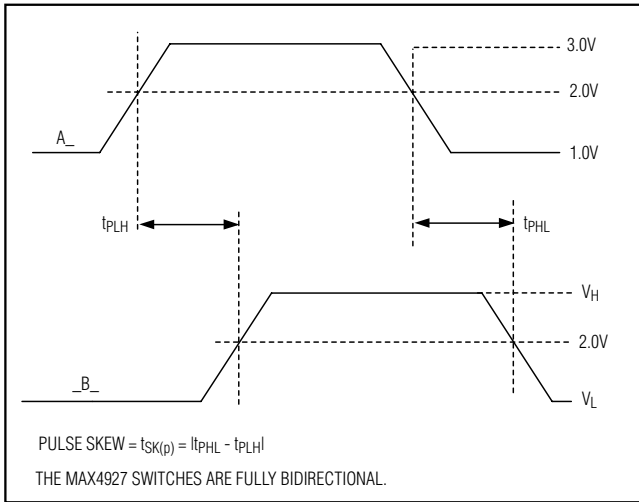 3.0V
2.0V
A_
1.0V
tPLH
tPHL
VH
2.0V
_B_
VL
PULSE SKEW = tSK(p) = |tPHL - tPLH|
THE MAX4927 SWITCHES ARE FULLY BIDIRECTIONAL.